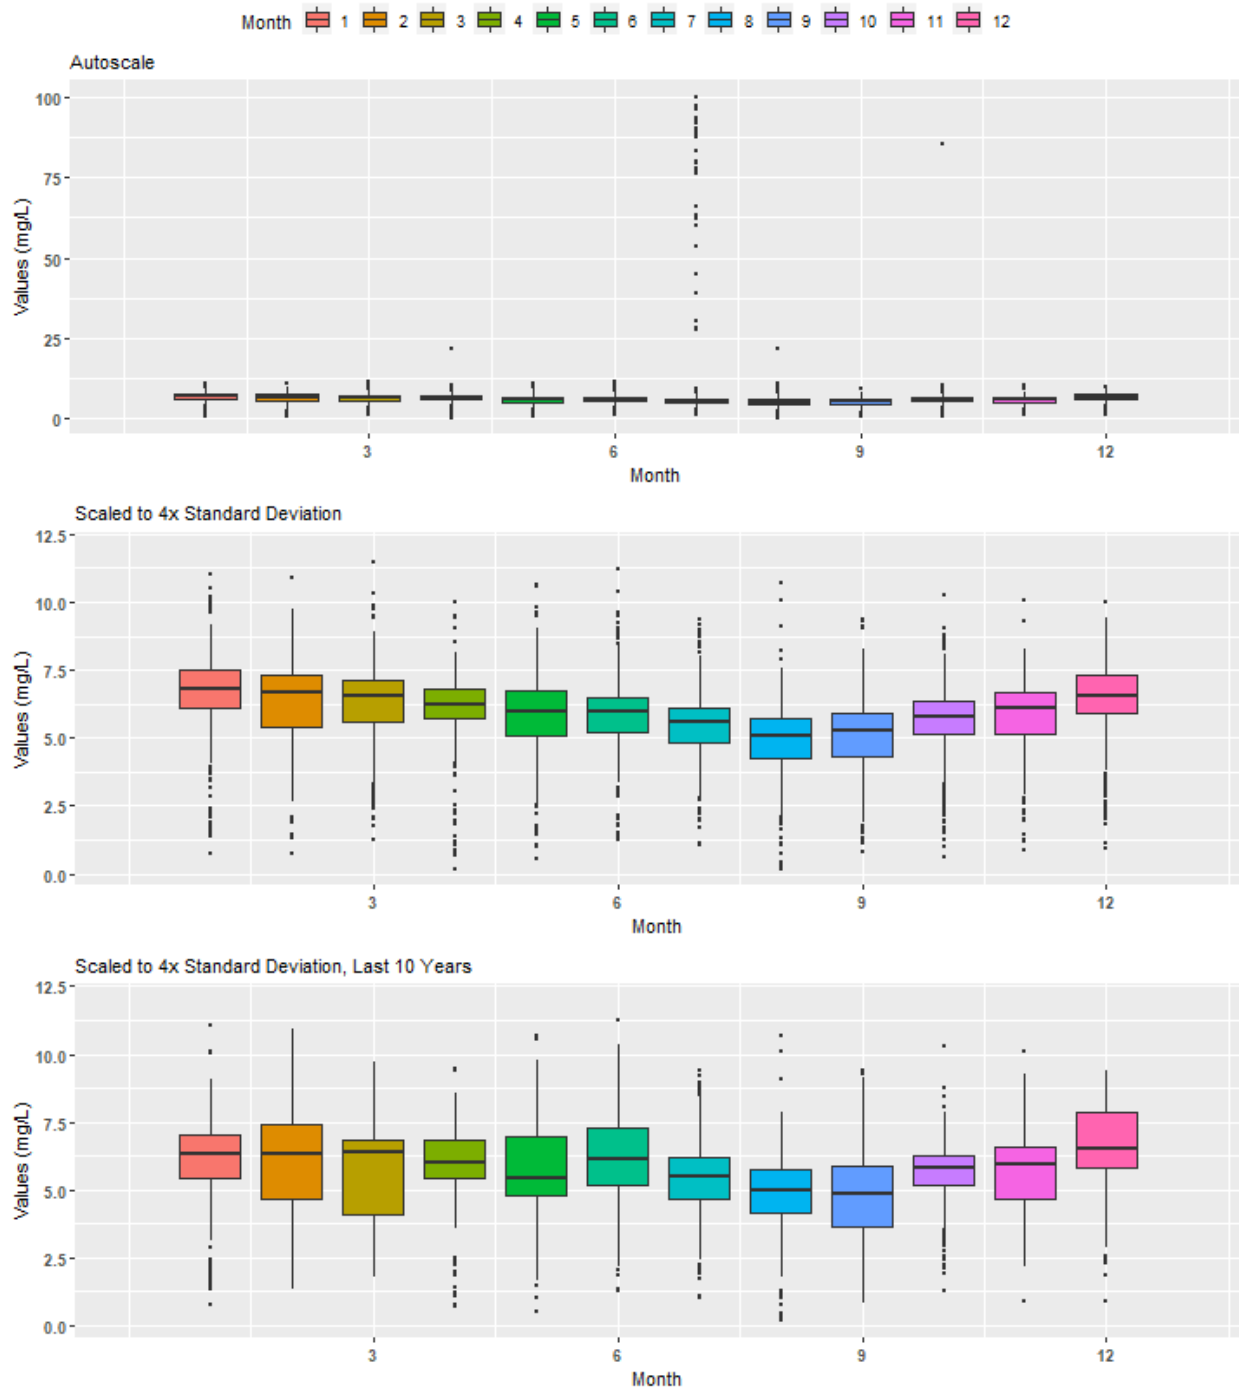 Month 1 2 3 4 5 6 7 8 9 10 11 12
Autoscale
100
75
50
25
0
Values (mg/L)
3 6 9 12
Month
Scaled to 4x Standard Deviation
12.5
10.0
7.5
5.0
2.5
0.0
Values (mg/L)
3 6 9 12
Month
Scaled to 4x Standard Deviation, Last 10 Years
12.5
10.0
7.5
5.0
2.5
0.0
Values (mg/L)
3 6 9 12
Month